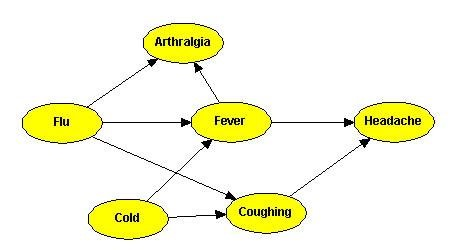 Arthralgia
Flu
Fever
Headache
Cold
Coughing